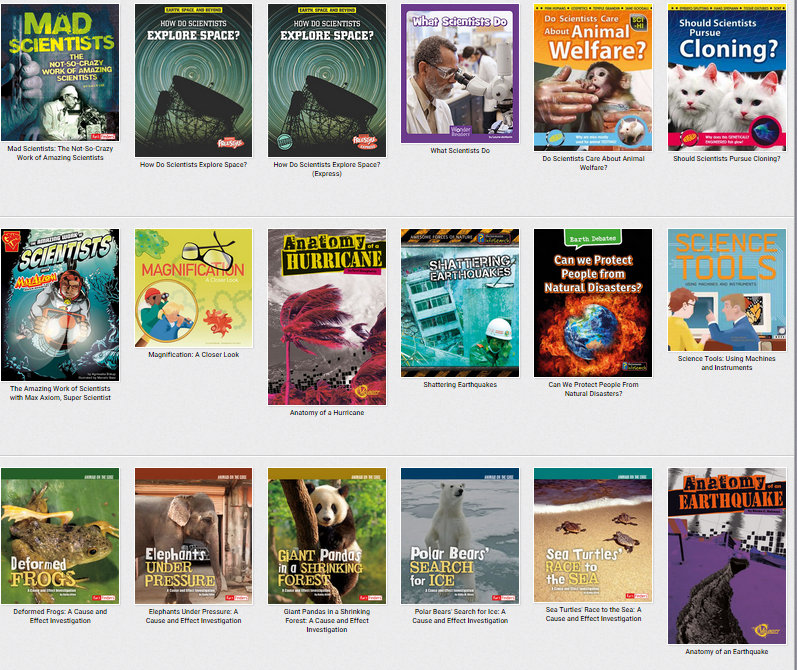 MAD
SCIENTISTS
THE
NOT-SO-CRAZY
WORK OF AMAZING
SCIENTISTS
Mad Scientists: The Not-So-Crazy
Work of Amazing Scientists
EARTH, SPACE, AND BEYOND
HOW DO SCIENTISTS
EXPLORE SPACE?
How Do Scientists Explore Space?
EARTH, SPACE, AND BEYOND
HOW DO SCIENTISTS
EXPLORE SPACE?
How Do Scientists Explore Space?
(Express)
What Scientists Do
Wonder
Readers
What Scientists Do
Do Scientists Care
About Animal
Welfare?
SCI
-HI
Do Scientists Care About Animal
Welfare?
Should Scientists
Pursue
Cloning?
Should Scientists Pursue Cloning?
THE AMAZING WORK OF
SCIENTISTS
WITH
MAX AXIOM
The Amazing Work of Scientists
with Max Axiom, Super Scientist
MAGNIFICATION
A Closer Look
Magnification: A Closer Look
Anatomy of a
HURRICANE
Anatomy of a Hurricane
AWESOME FORCES OF NATURE
SHATTERING
EARTHQUAKES
Shattering Earthquakes
Earth Debates
Can we Protect
People from
Natural Disasters?
Can We Protect People From
Natural Disasters?
SCIENCE
TOOLS
USING MACHINES AND INSTRUMENTS
Science Tools: Using Machines
and Instruments
ANIMALS ON THE EDGE
Deformed
FROGS
A Cause and Effect Investigation
Deformed Frogs: A Cause and
Effect Investigation
ANIMALS ON THE EDGE
Elephants
UNDER
PRESSURE
A Cause and Effect Investigation
Elephants Under Pressure: A
Cause and Effect Investigation
ANIMALS ON THE EDGE
GIANT Pandas
in a SHRINKING
FOREST
A Cause and Effect Investigation
Giant Pandas in a Shrinking
Forest: A Cause and Effect
Investigation
ANIMALS ON THE EDGE
Polar Bears'
SEARCH
for ICE
A Cause and Effect Investigation
Polar Bears' Search for Ice: A
Cause and Effect Investigation
ANIMALS ON THE EDGE
Sea Turtles'
RACE to
the SEA
A Cause and Effect Investigation
Sea Turtles' Race to the Sea: A
Cause and Effect Investigation
Anatomy of an
EARTHQUAKE
Anatomy of an Earthquake